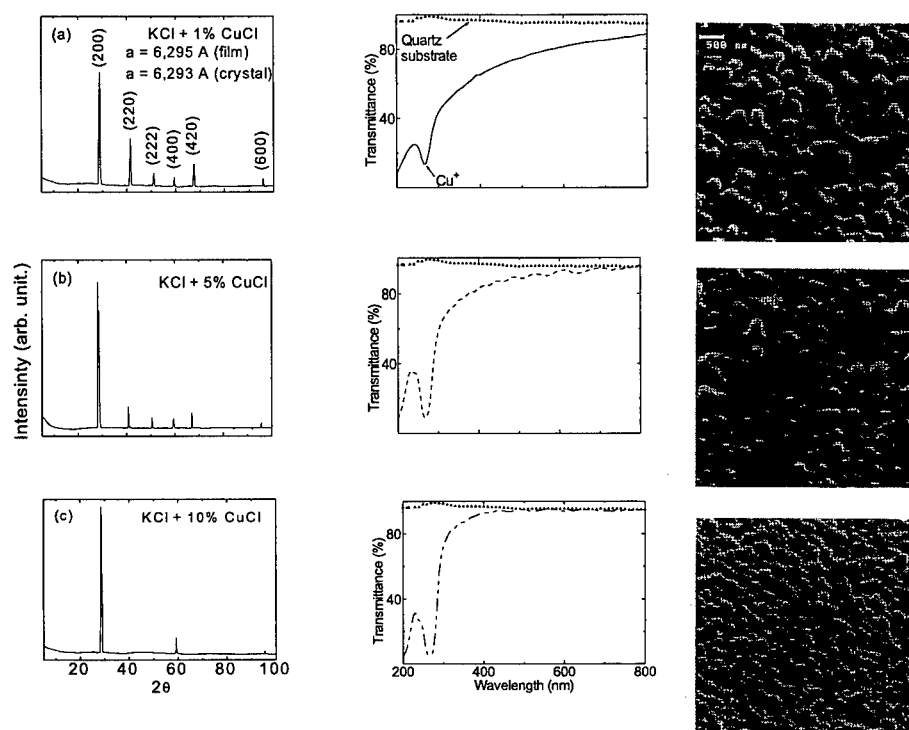 (a)
KCl + 1% CuCl
a = 6,295 A (film)
a = 6,293 A (crystal)
(200)
(220)
(222)
(400)
(420)
(600)
Transmittance (%)
80
40
Quartz
substrate
Cu+
500 nm
Intensinty (arb. unit.)
(b)
KCl + 5% CuCl
Transmittance (%)
80
40
(c)
KCl + 10% CuCl
20
40
60
80
100
2θ
Transmittance (%)
80
40
200
400
600
800
Wavelength (nm)